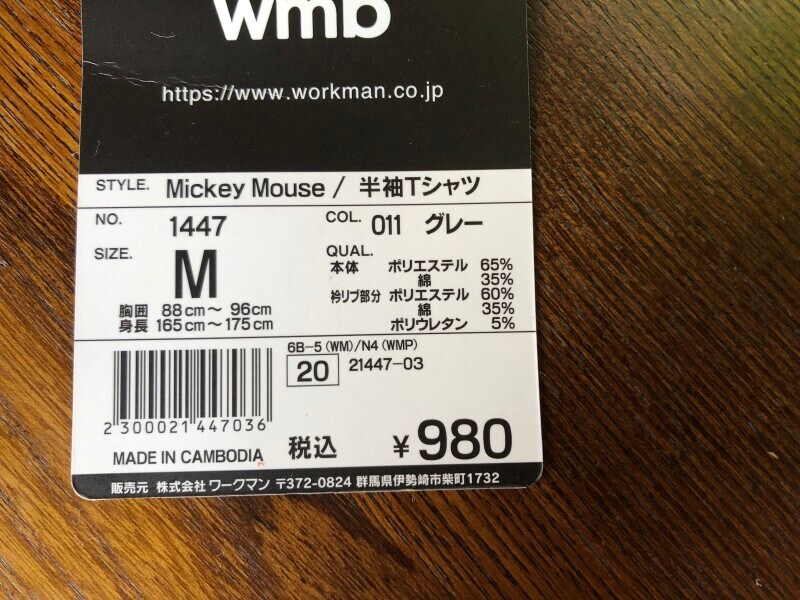 wmb
https://www.workman.co.jp
STYLE. Mickey Mouse / 半袖Tシャツ
NO. 1447 COL. 011 グレー
SIZE. M
胸囲 88cm～ 96cm
身長 165cm～175cm
QUAL.
本体 ポリエステル 65%
綿 35%
衿リブ部分 ポリエステル 60%
綿 35%
ポリウレタン 5%
6B-5(WM)/N4(WMP)
20 21447-03
2300021447036
MADE IN CAMBODIA 税込 ¥980
販売元 株式会社 ワークマン 〒372-0824 群馬県伊勢崎市柴町1732